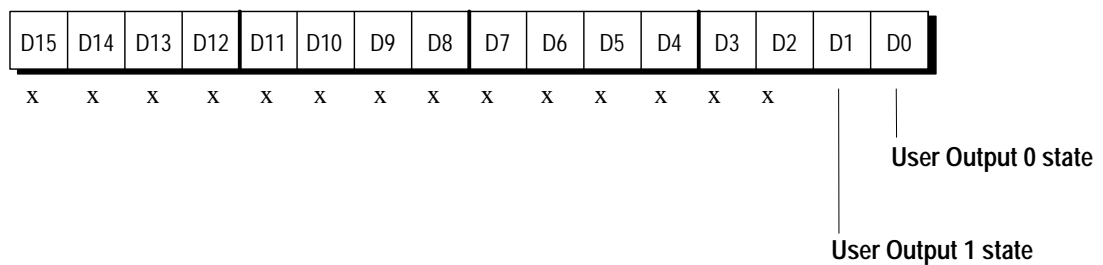 D15 D14 D13 D12 D11 D10 D9 D8 D7 D6 D5 D4 D3 D2 D1 D0
x x x x x x x x x x x x x x
User Output 0 state
User Output 1 state